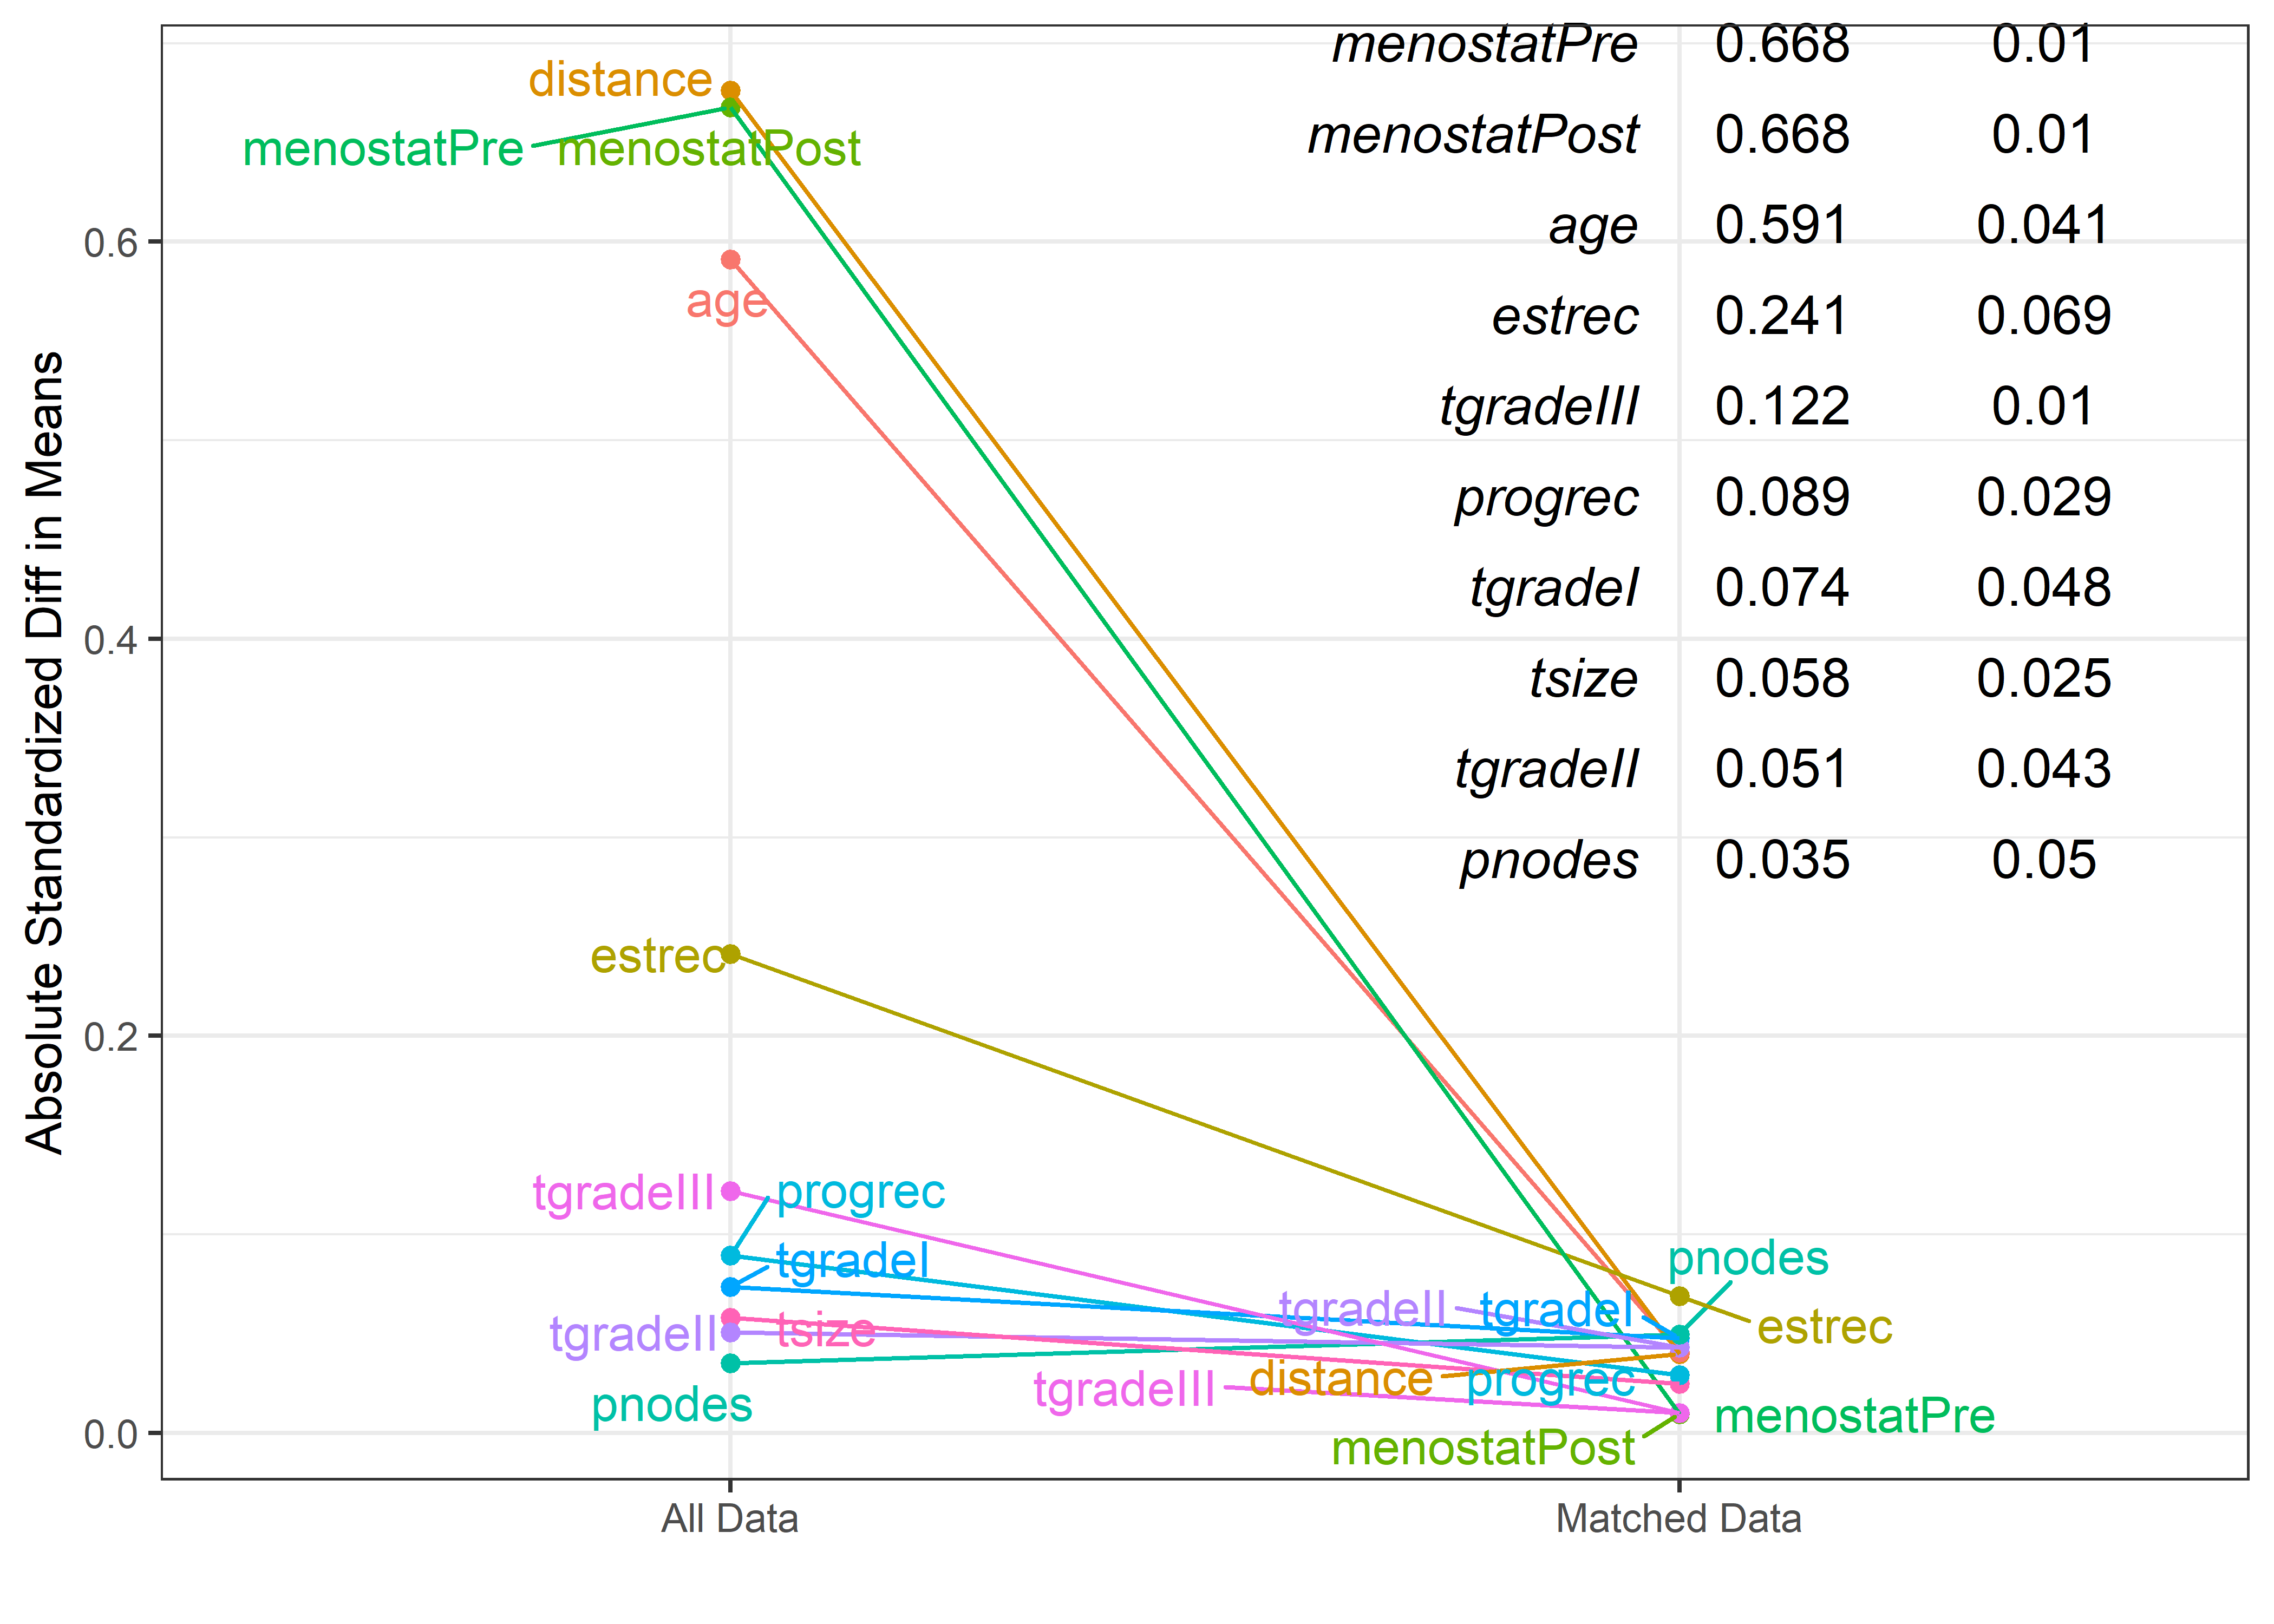 Absolute Standardized Diff in Means
0.6
0.4
0.2
0.0
All Data
Matched Data
menostatPre 0.668 0.01
menostatPost 0.668 0.01
age 0.591 0.041
estrec 0.241 0.069
tgradeIII 0.122 0.01
progrec 0.089 0.029
tgradeI 0.074 0.048
tsize 0.058 0.025
tgradeII 0.051 0.043
pnodes 0.035 0.05
distance
menostatPre
menostatPost
age
estrec
tgradeIII
progrec
tgradeI
tgradeII
tsize
pnodes
pnodes
tgradeII
tgradeI
estrec
distance
progrec
tgradeIII
menostatPre
menostatPost